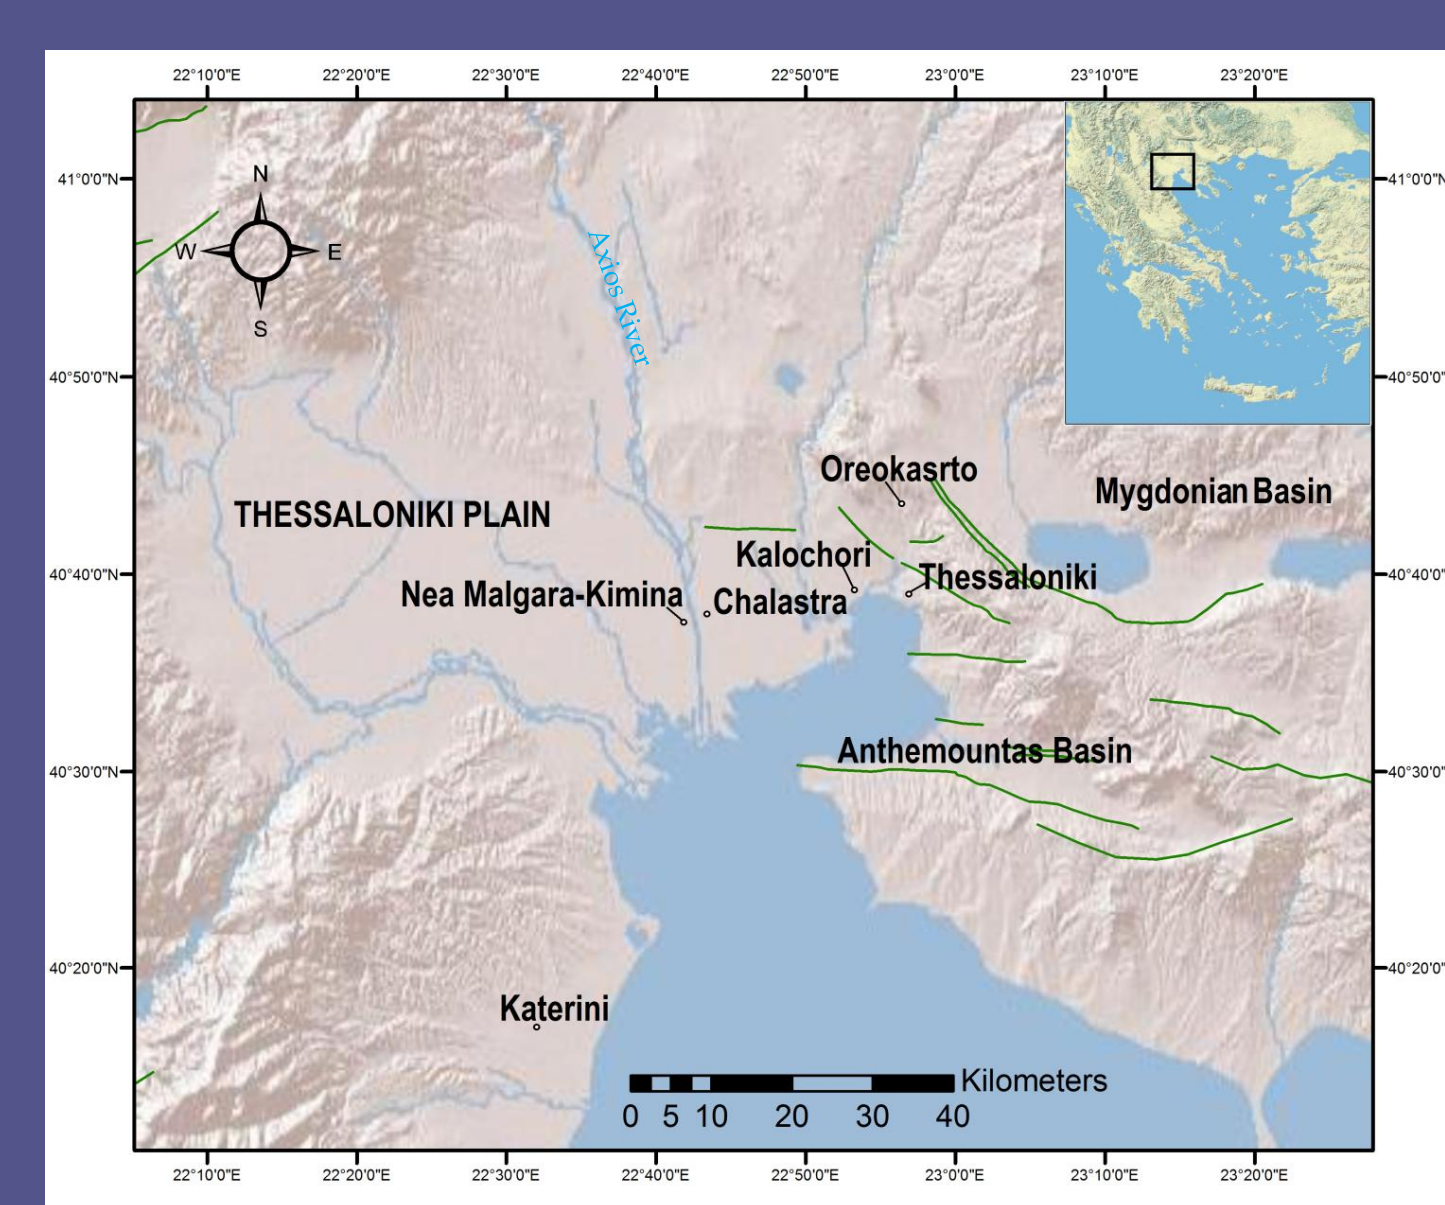 22°10'0"E 22°20'0"E 22°30'0"E 22°40'0"E 22°50'0"E 23°0'0"E 23°10'0"E 23°20'0"E
N
41°0'0"N 41°0'0"N
W E
Axios River
S
40°50'0"N 40°50'0"
Oreokasrto
Mygdonian Basin
THESSALONIKI PLAIN
Kalochori
40°40'0"N Thessaloniki 40°40'0"
Nea Malgara-Kimina Chalastra
Anthemountas Basin
40°30'0"N 40°30'0"
40°20'0"N 40°20'0"
Katerini
Kilometers
0 5 10 20 30 40
22°10'0"E 22°20'0"E 22°30'0"E 22°40'0"E 22°50'0"E 23°0'0"E 23°10'0"E 23°20'0"E